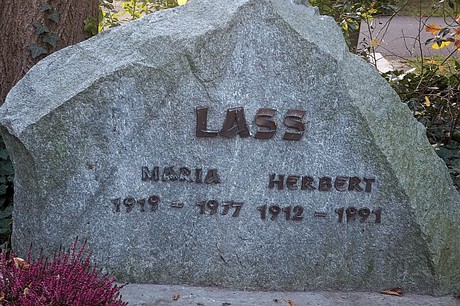 LASS
MARIA HERBERT
1919 - 1977 1912 - 1991